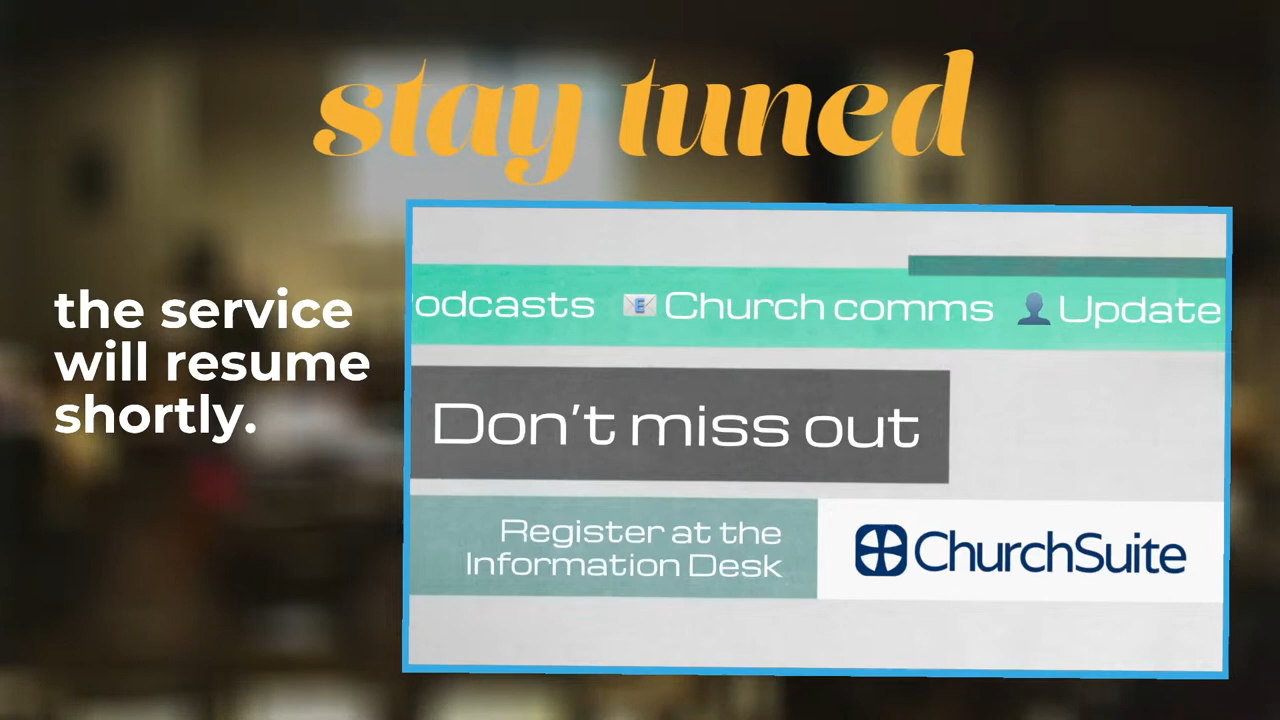 stay tuned
the service
will resume
shortly.
odcasts 📧 Church comms 👤 Update
Don't miss out
Register at the
Information Desk
ChurchSuite